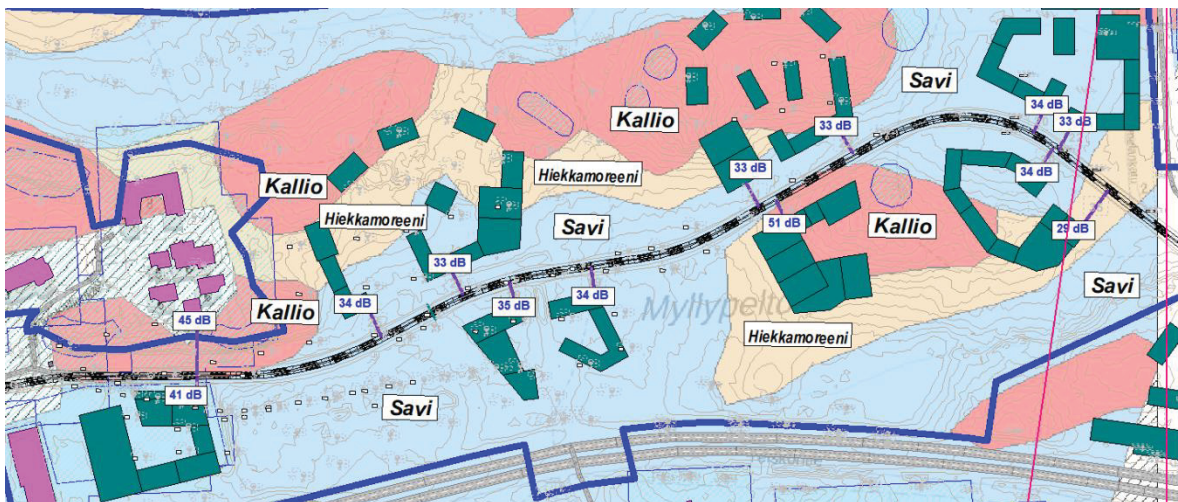 34 dB
Savi
33 dB
Kallio
33 dB
33 dB
34 dB
Hiekkamoreeni
Kallio
Hiekkamoreeni
51 dB
Kallio
29 dB
Savi
33 dB
Savi
34 dB
35 dB
34 dB
Myllypelto
Kallio
45 dB
Hiekkamoreeni
41 dB
Savi